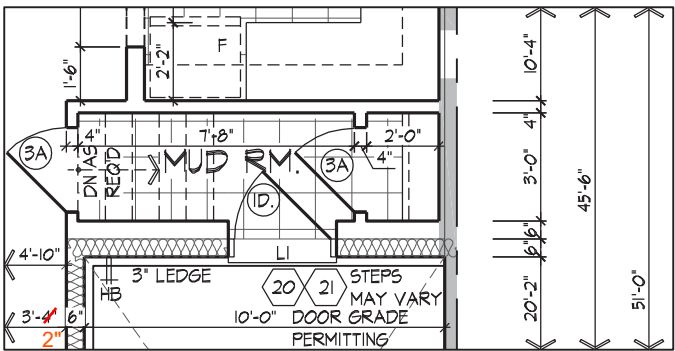 F
1'-6"
2'-2"
10'-4"
4"
7'-8"
2'-0"
4"
3A
DN AS
REQ'D
MUD RM.
3A
4"
3'-0"
45'-6"
1D.
6"
6"
4'-10"
L1
3" LEDGE
HB
20
21
STEPS
MAY VARY
20'-2"
51'-0"
3'-4"
2"
6"
10'-0"
DOOR GRADE
PERMITTING